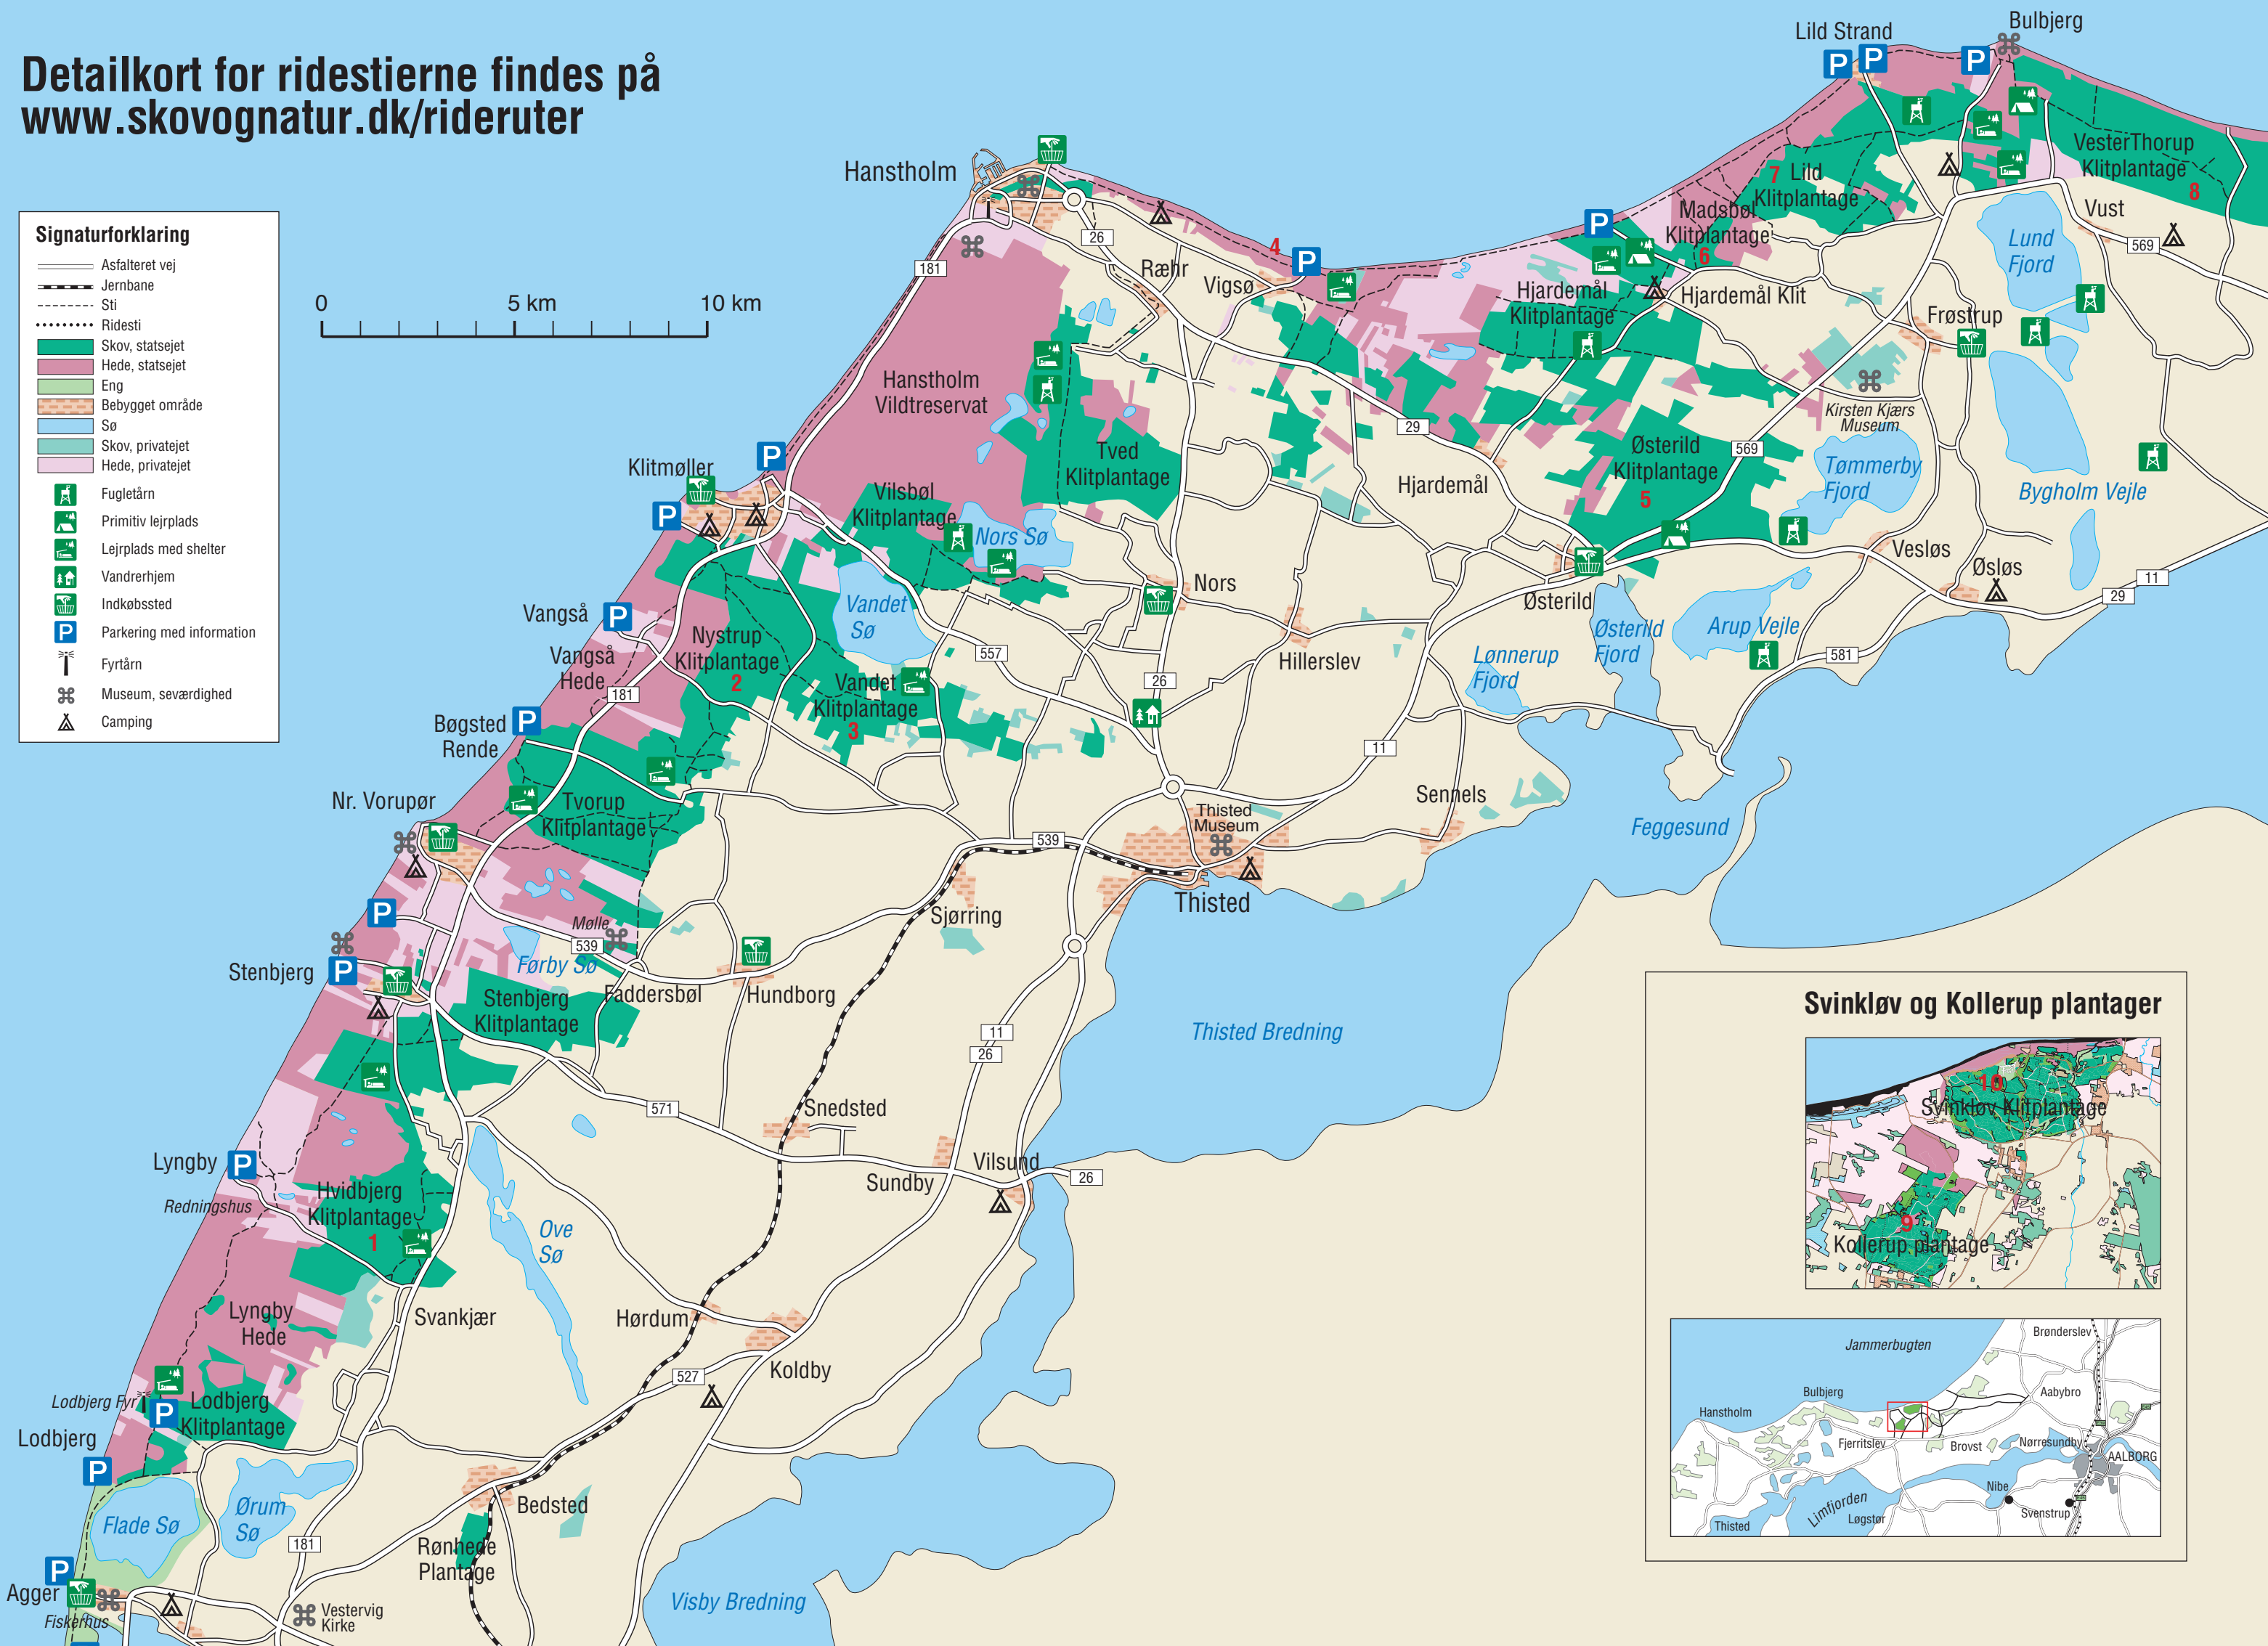 Detailkort for ridestierne findes på
www.skovognatur.dk/rideruter
Signaturforklaring
Asfalteret vej
Jernbane
Sti
Ridesti
Skov, statsejet
Hede, statsejet
Eng
Bebygget område
Sø
Skov, privatejet
Hede, privatejet
Fugletårn
Primitiv lejrplads
Lejrplads med shelter
Vandrerhjem
Indkøbssted
P
Parkering med information
Fyrtårn
Museum, seværdighed
Camping
0
5 km
10 km
Bulbjerg
Lild Strand
P
P
P
VesterThorup
Klitplantage
8
7
Lild
Klitplantage
Madsbøl
Klitplantage
6
Vust
569
Lund
Fjord
Hanstholm
26
181
4
P
P
Ræhr
Vigsø
Hjardemål
Klitplantage
Hjardemål Klit
Frøstrup
Hanstholm
Vildtreservat
Kirsten Kjærs
Museum
29
569
Tved
Klitplantage
Østerild
Klitplantage
5
Tømmerby
Fjord
Hjardemål
Bygholm Vejle
P
Klitmøller
P
Vilsbøl
Klitplantage
Nors Sø
Vesløs
Øsløs
11
29
Nors
Østerild
Vangså
P
Vandet
Sø
Nystrup
Klitplantage
2
Vangså
Hede
181
557
26
Hillerslev
Lønnerup
Fjord
Østerild
Fjord
Arup Vejle
581
Vandet
Klitplantage
3
Bøgsted
Rende
P
11
Sennels
Nr. Vorupør
Tvorup
Klitplantage
539
Thisted
Museum
Thisted
Feggesund
P
Sjørring
Mølle
539
Førby Sø
Stenbjerg
P
Stenbjerg
Klitplantage
Faddersbøl
Hundborg
11
26
Thisted Bredning
571
Snedsted
Sundby
Vilsund
26
Lyngby
P
Redningshus
Hvidbjerg
Klitplantage
1
Ove
Sø
Lyngby
Hede
Svankjær
Hørdum
527
Koldby
Lodbjerg Fyr
P
Lodbjerg
Klitplantage
Lodbjerg
P
Flade Sø
Ørum
Sø
181
Bedsted
Rønhede
Plantage
P
Agger
Fiskerhus
Vestervig
Kirke
Visby Bredning
Svinkløv og Kollerup plantager
10
Svinkløv Klitplantage
9
Kollerup plantage
Jammerbugten
Brønderslev
Bulbjerg
Aabybro
Hanstholm
Fjerritslev
Brovst
Nørresundby
AALBORG
Nibe
Limfjorden
Løgstør
Svenstrup
Thisted